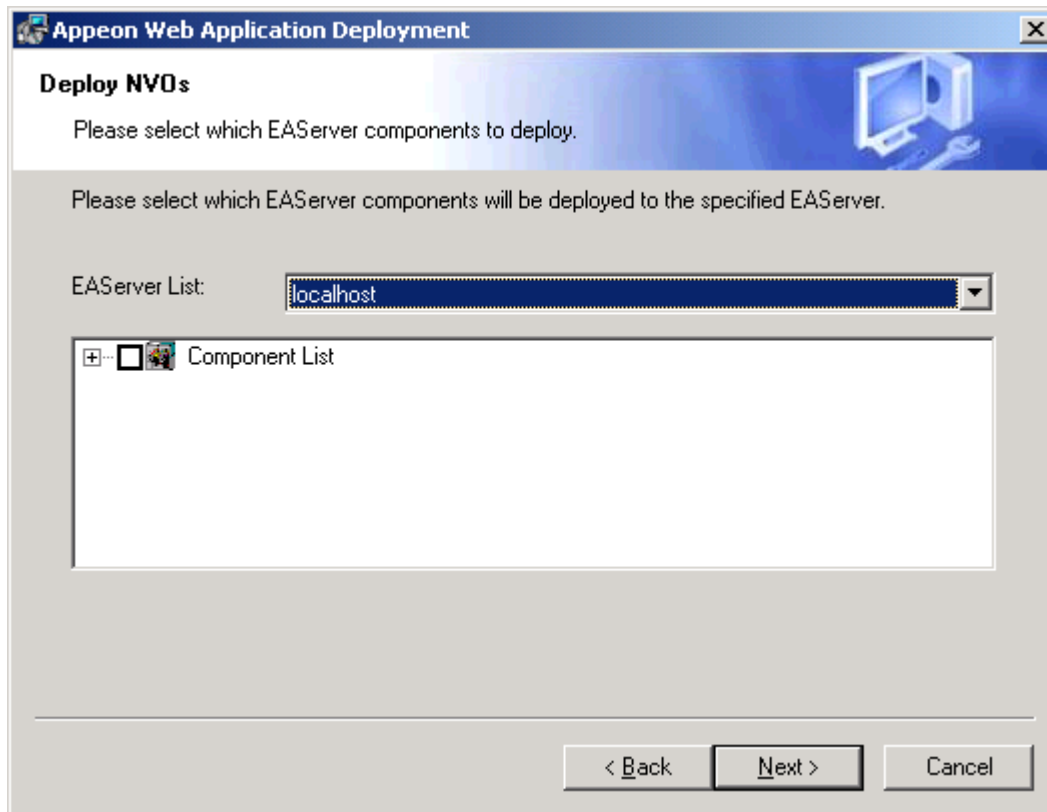 Appeon Web Application Deployment
Deploy NVOs
Please select which EAServer components to deploy.
Please select which EAServer components will be deployed to the specified EAServer.
EAServer List:
localhost
Component List
< Back
Next >
Cancel